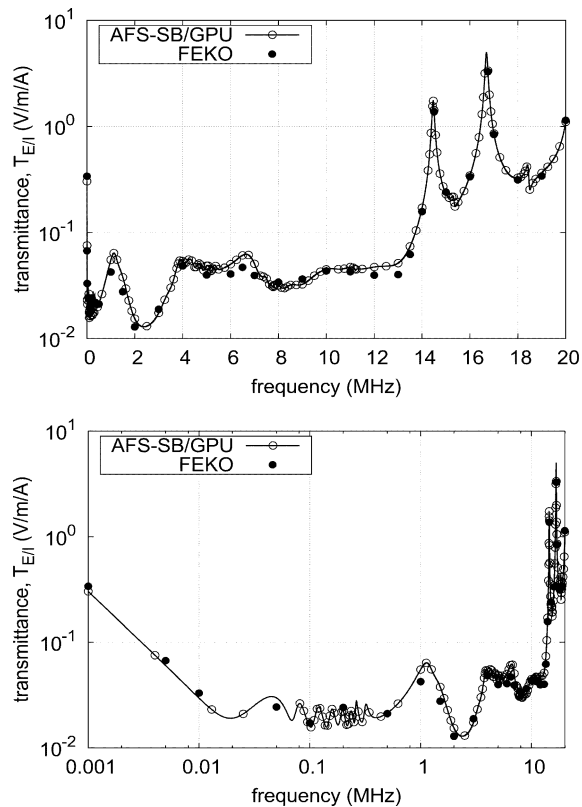 10^1
AFS-SB/GPU
FEKO
10^0
10^-1
10^-2
transmittance, T_E/I (V/m/A)
0 2 4 6 8 10 12 14 16 18 20
frequency (MHz)
10^1
AFS-SB/GPU
FEKO
10^0
10^-1
10^-2
transmittance, T_E/I (V/m/A)
0.001 0.01 0.1 1 10
frequency (MHz)